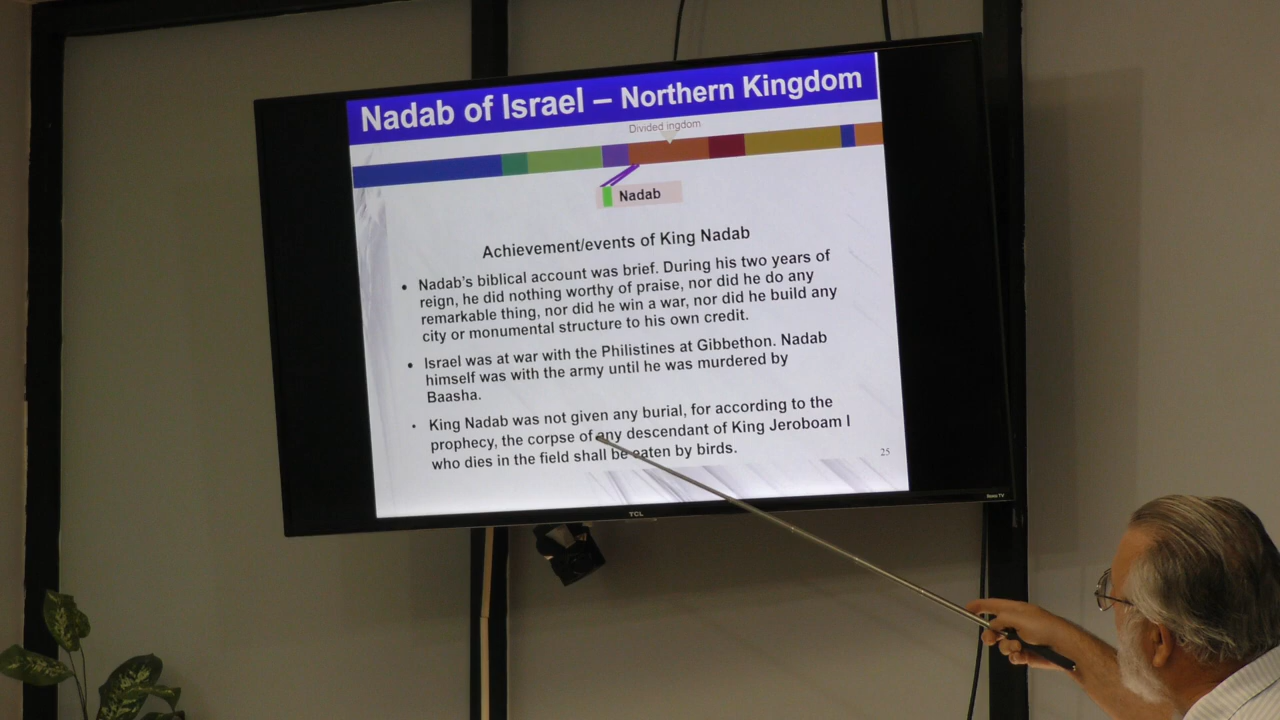 Nadab of Israel – Northern Kingdom
Divided ingdom
Nadab
Achievement/events of King Nadab
• Nadab's biblical account was brief. During his two years of
reign, he did nothing worthy of praise, nor did he do any
remarkable thing, nor did he win a war, nor did he build any
city or monumental structure to his own credit.
• Israel was at war with the Philistines at Gibbethon. Nadab
himself was with the army until he was murdered by
Baasha.
• King Nadab was not given any burial, for according to the
prophecy, the corpse of any descendant of King Jeroboam I
who dies in the field shall be eaten by birds.
25
TCL
Roku TV